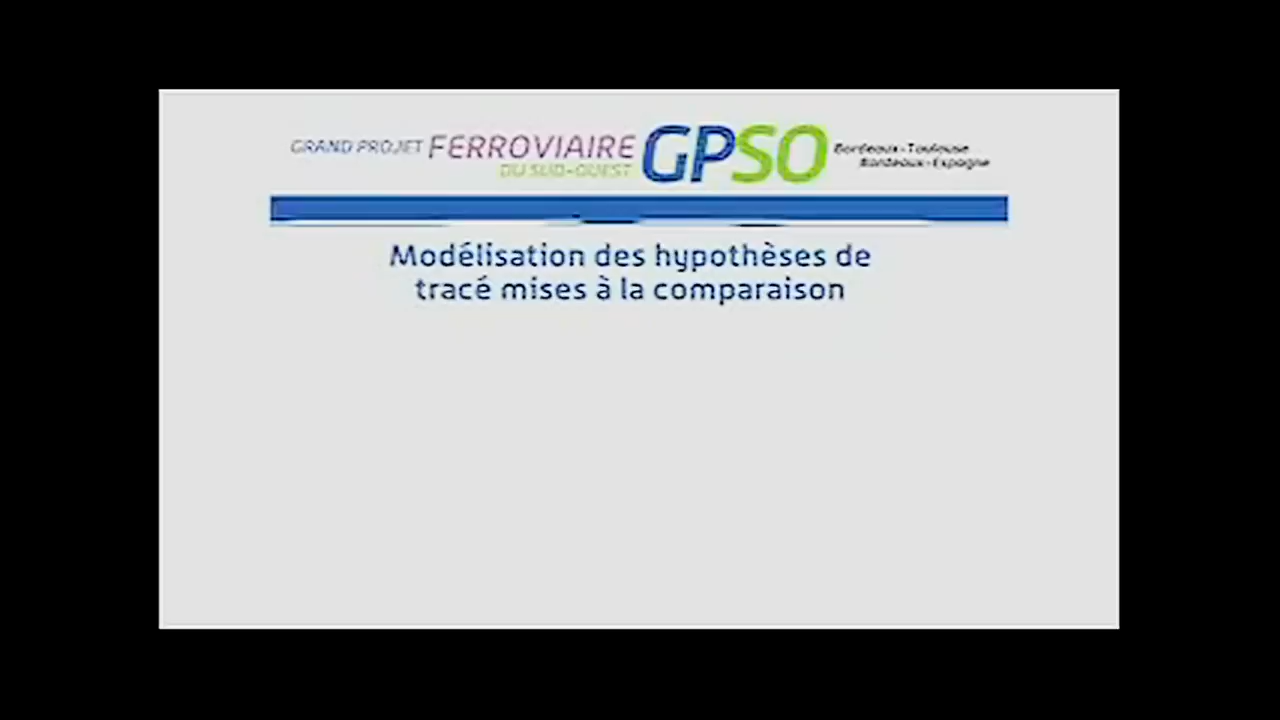 GRAND PROJET FERROVIAIRE GPSO Bordeaux-Toulouse
DU SUD-OUEST Bordeaux-Espagne
Modélisation des hypothèses de
tracé mises à la comparaison